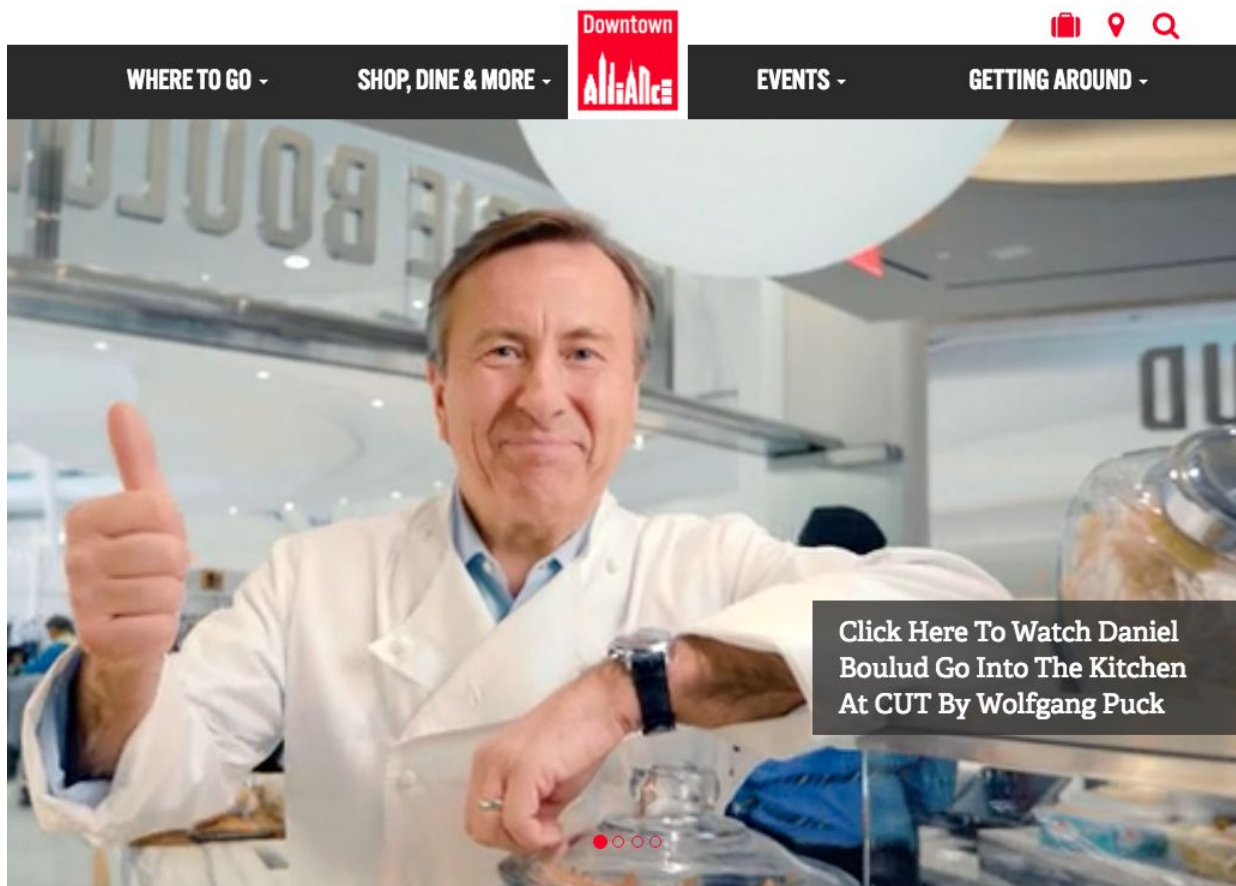 Downtown
AlliAncE
WHERE TO GO
SHOP, DINE & MORE
EVENTS
GETTING AROUND
Click Here To Watch Daniel
Boulud Go Into The Kitchen
At CUT By Wolfgang Puck